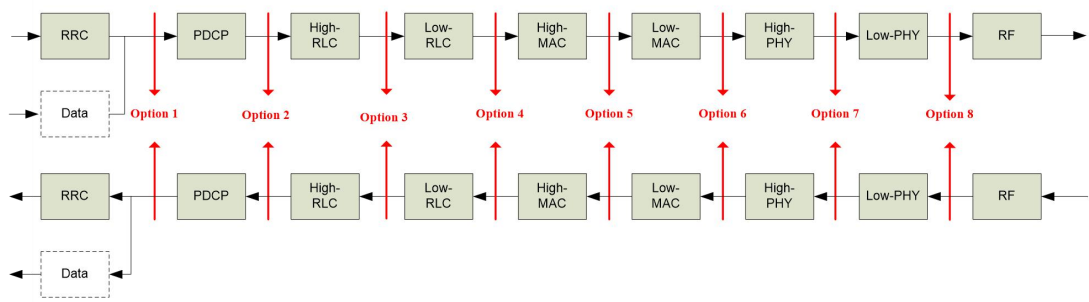 RRC PDCP High-RLC Low-RLC High-MAC Low-MAC High-PHY Low-PHY RF
Data
Option 1 Option 2 Option 3 Option 4 Option 5 Option 6 Option 7 Option 8
RRC PDCP High-RLC Low-RLC High-MAC Low-MAC High-PHY Low-PHY RF
Data